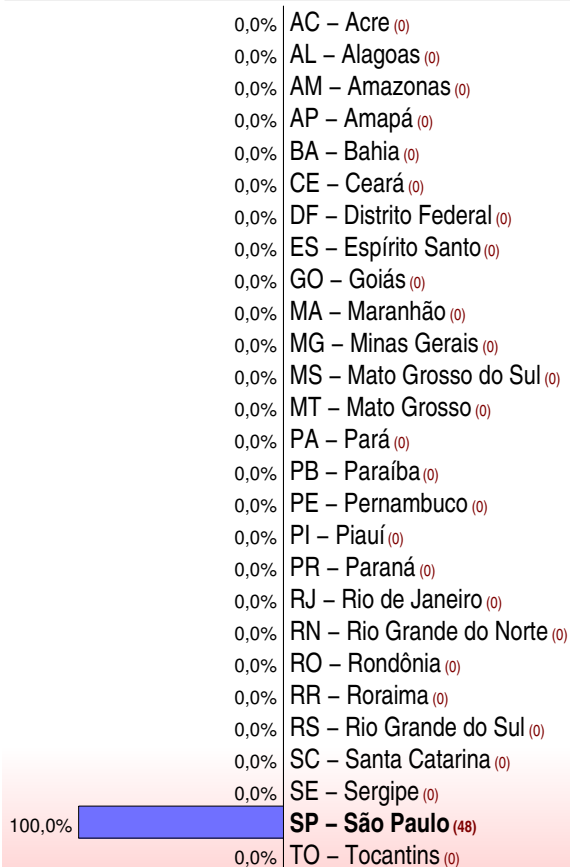 0,0% AC – Acre (0)
0,0% AL – Alagoas (0)
0,0% AM – Amazonas (0)
0,0% AP – Amapá (0)
0,0% BA – Bahia (0)
0,0% CE – Ceará (0)
0,0% DF – Distrito Federal (0)
0,0% ES – Espírito Santo (0)
0,0% GO – Goiás (0)
0,0% MA – Maranhão (0)
0,0% MG – Minas Gerais (0)
0,0% MS – Mato Grosso do Sul (0)
0,0% MT – Mato Grosso (0)
0,0% PA – Pará (0)
0,0% PB – Paraíba (0)
0,0% PE – Pernambuco (0)
0,0% PI – Piauí (0)
0,0% PR – Paraná (0)
0,0% RJ – Rio de Janeiro (0)
0,0% RN – Rio Grande do Norte (0)
0,0% RO – Rondônia (0)
0,0% RR – Roraima (0)
0,0% RS – Rio Grande do Sul (0)
0,0% SC – Santa Catarina (0)
0,0% SE – Sergipe (0)
100,0% SP – São Paulo (48)
0,0% TO – Tocantins (0)